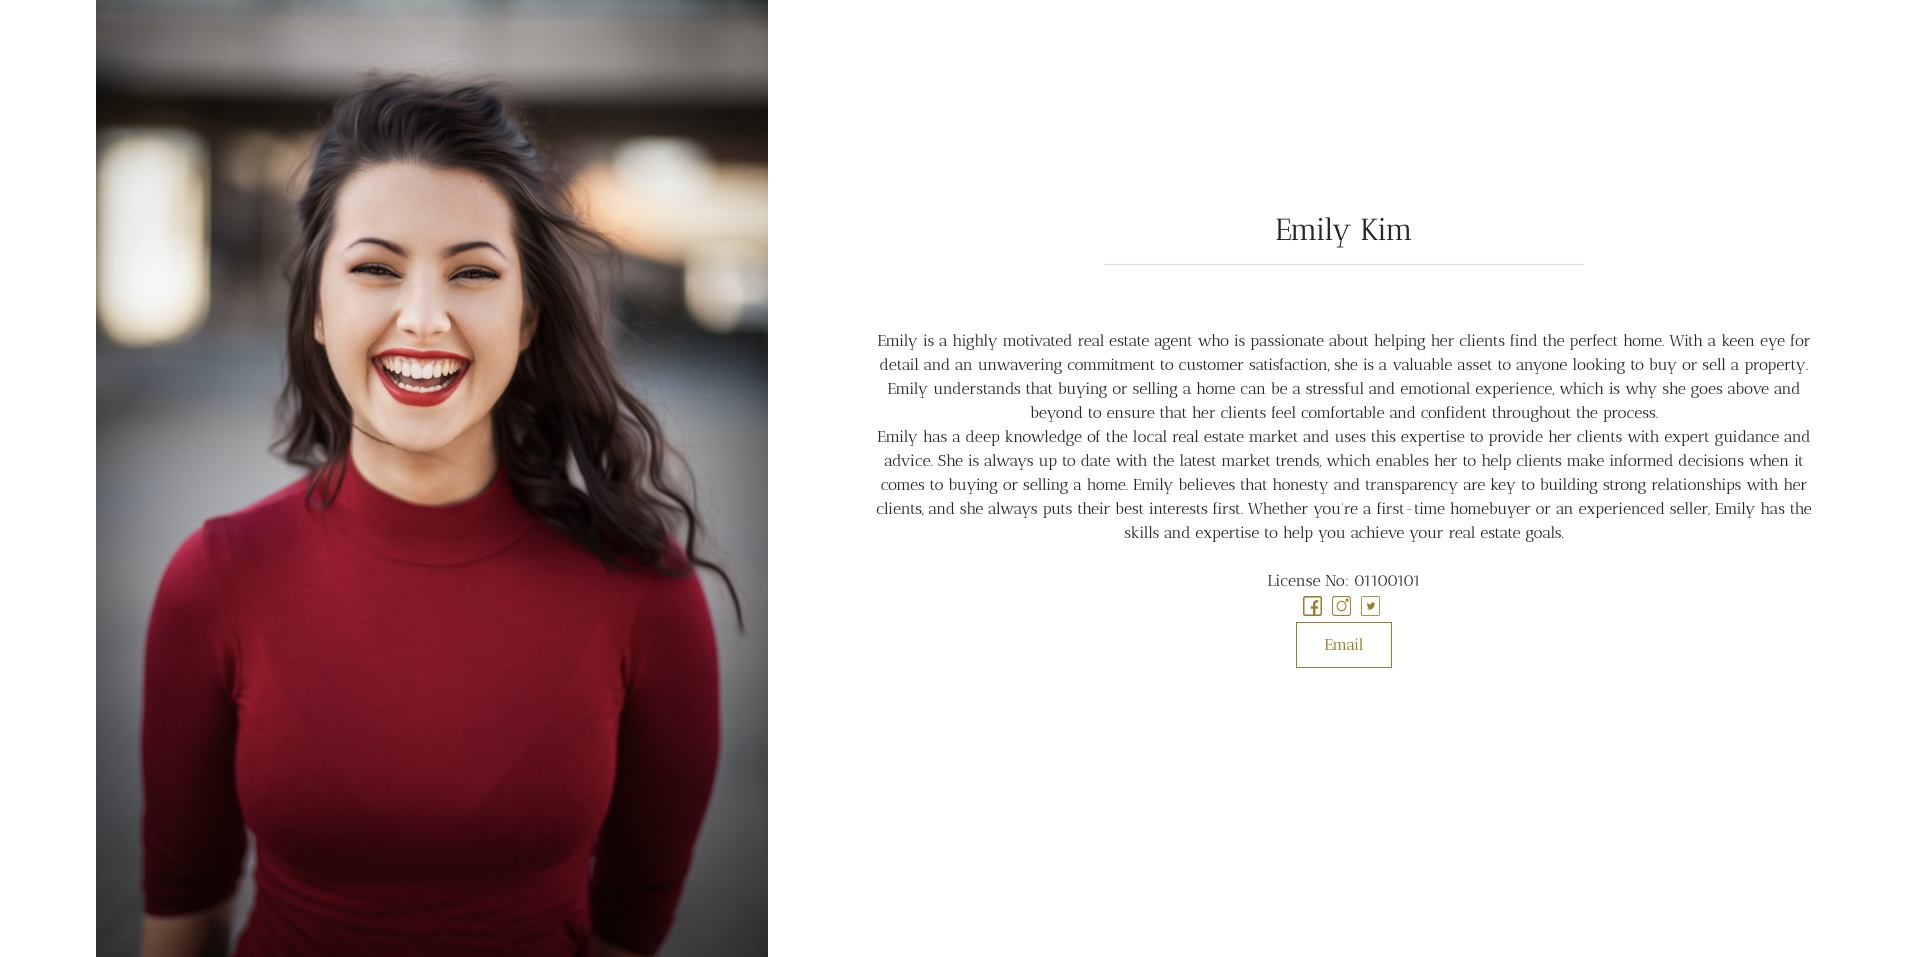 Emily Kim
Emily is a highly motivated real estate agent who is passionate about helping her clients find the perfect home. With a keen eye for
detail and an unwavering commitment to customer satisfaction, she is a valuable asset to anyone looking to buy or sell a property.
Emily understands that buying or selling a home can be a stressful and emotional experience, which is why she goes above and
beyond to ensure that her clients feel comfortable and confident throughout the process.
Emily has a deep knowledge of the local real estate market and uses this expertise to provide her clients with expert guidance and
advice. She is always up to date with the latest market trends, which enables her to help clients make informed decisions when it
comes to buying or selling a home. Emily believes that honesty and transparency are key to building strong relationships with her
clients, and she always puts their best interests first. Whether you're a first-time homebuyer or an experienced seller, Emily has the
skills and expertise to help you achieve your real estate goals.
License No: 01100101
Email